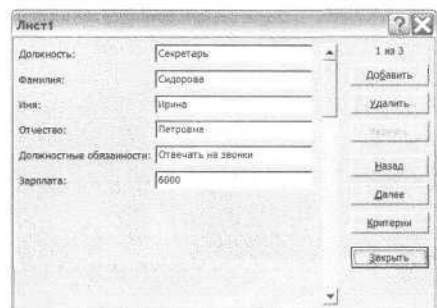 Лист1
1 из 3
Должность: Секретарь
Добавить
Фамилия: Сидорова
Удалить
Имя: Ирина
Отчество: Петровна
Должностные обязанности: Отвечать на звонки
Назад
Зарплата: 6000
Далее
Критерии
Закрыть